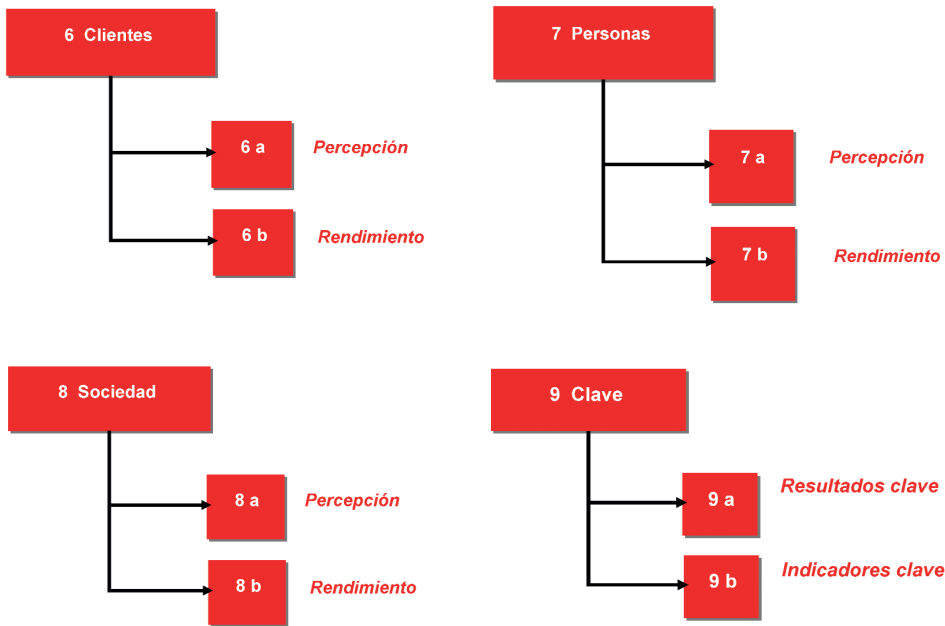 6 Clientes
6 a
Percepción
6 b
Rendimiento
7 Personas
7 a
Percepción
7 b
Rendimiento
8 Sociedad
8 a
Percepción
8 b
Rendimiento
9 Clave
9 a
Resultados clave
9 b
Indicadores clave